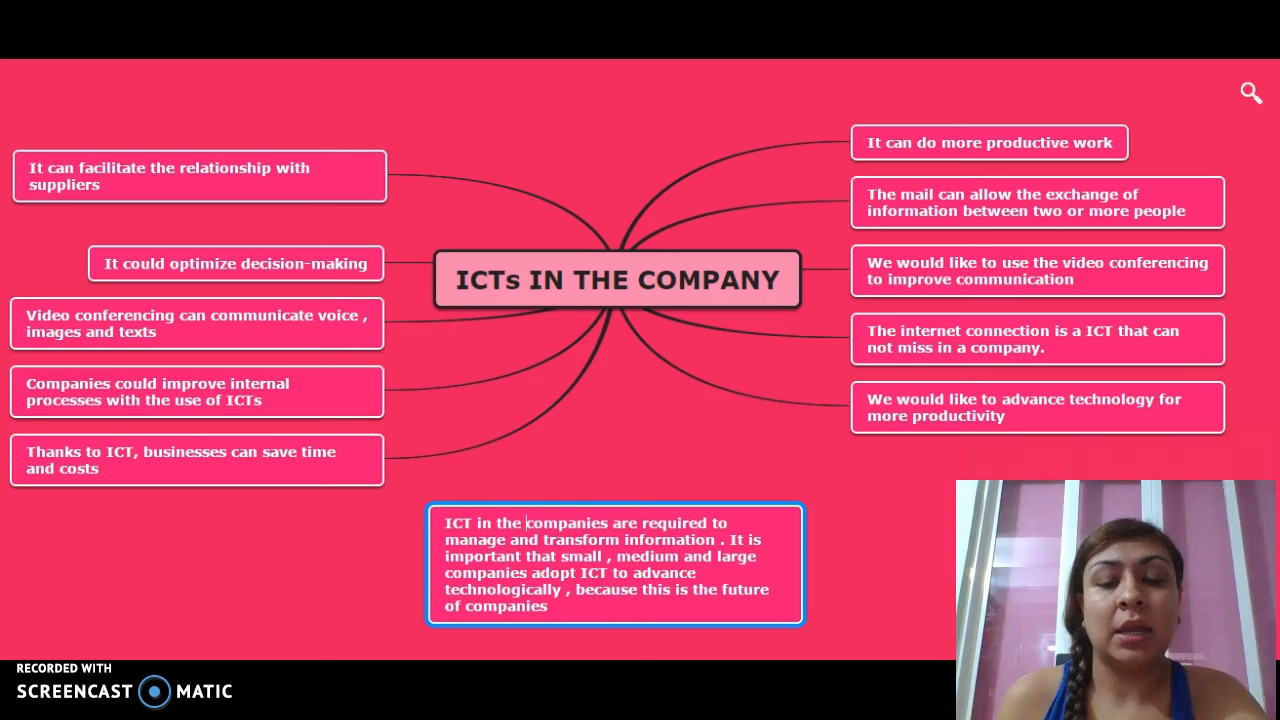 It can facilitate the relationship with
suppliers
It could optimize decision-making
Video conferencing can communicate voice ,
images and texts
Companies could improve internal
processes with the use of ICTs
Thanks to ICT, businesses can save time
and costs
ICTs IN THE COMPANY
It can do more productive work
The mail can allow the exchange of
information between two or more people
We would like to use the video conferencing
to improve communication
The internet connection is a ICT that can
not miss in a company.
We would like to advance technology for
more productivity
ICT in the companies are required to
manage and transform information . It is
important that small , medium and large
companies adopt ICT to advance
technologically , because this is the future
of companies
RECORDED WITH
SCREENCAST MATIC